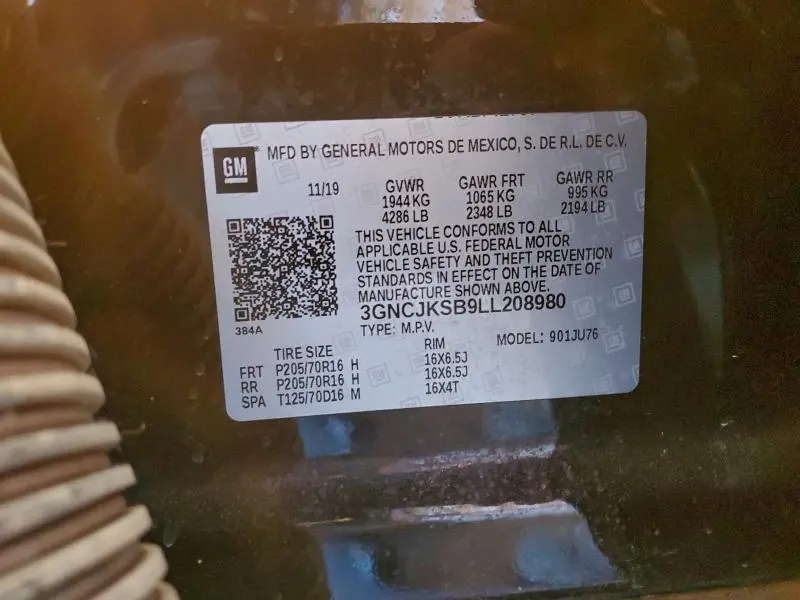 GM
MFD BY GENERAL MOTORS DE MEXICO, S. DE R.L. DE C.V.
11/19 GVWR GAWR FRT GAWR RR
1944 KG 1065 KG 995 KG
4286 LB 2348 LB 2194 LB
THIS VEHICLE CONFORMS TO ALL
APPLICABLE U.S. FEDERAL MOTOR
VEHICLE SAFETY AND THEFT PREVENTION
STANDARDS IN EFFECT ON THE DATE OF
MANUFACTURE SHOWN ABOVE.
384A
3GNCJKSB9LL208980
TYPE: M.P.V. MODEL: 901JU76
TIRE SIZE RIM
FRT P205/70R16 H 16X6.5J
RR P205/70R16 H 16X6.5J
SPA T125/70D16 M 16X4T